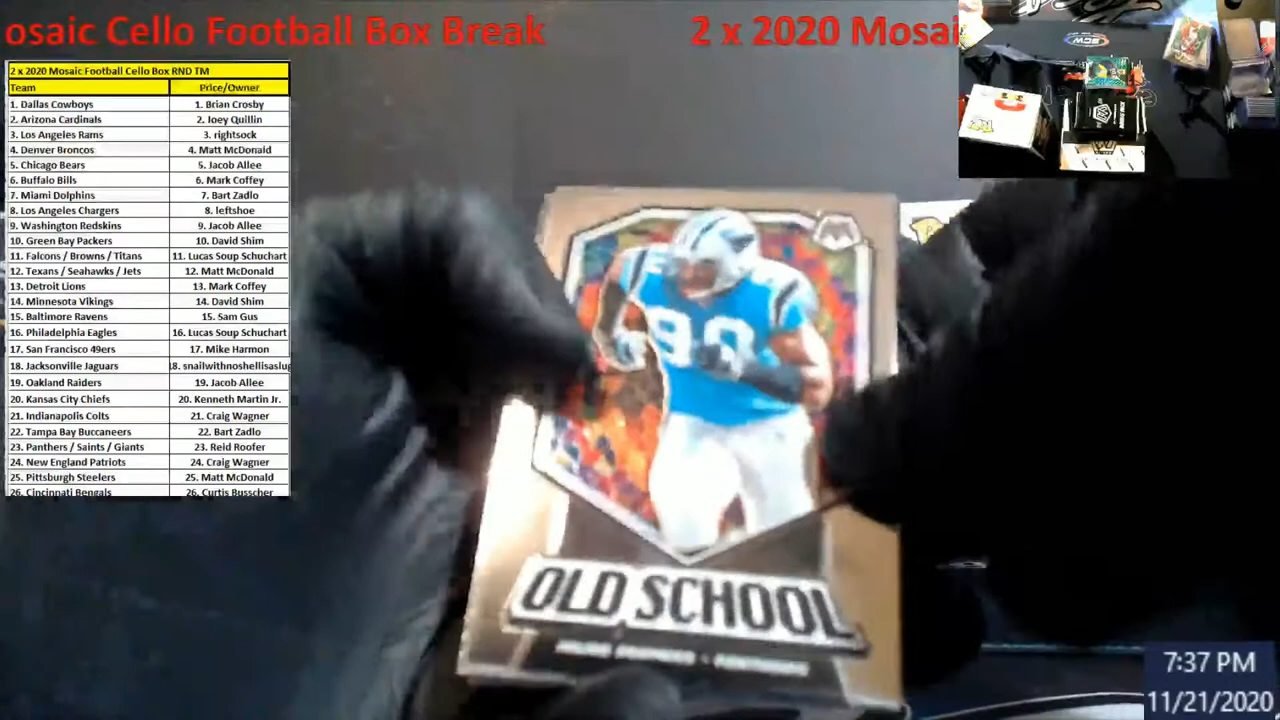 osaic Cello Football Box Break 2 x 2020 Mosai
2 x 2020 Mosaic Football Cello Box RND TM
Team Price/Owner
1. Dallas Cowboys 1. Brian Crosby
2. Arizona Cardinals 2. Joey Quillin
3. Los Angeles Rams 3. rightsock
4. Denver Broncos 4. Matt McDonald
5. Chicago Bears 5. Jacob Allee
6. Buffalo Bills 6. Mark Coffey
7. Miami Dolphins 7. Bart Zadlo
8. Los Angeles Chargers 8. leftshoe
9. Washington Redskins 9. Jacob Allee
10. Green Bay Packers 10. David Shim
11. Falcons / Browns / Titans 11. Lucas Soup Schuchart
12. Texans / Seahawks / Jets 12. Matt McDonald
13. Detroit Lions 13. Mark Coffey
14. Minnesota Vikings 14. David Shim
15. Baltimore Ravens 15. Sam Gus
16. Philadelphia Eagles 16. Lucas Soup Schuchart
17. San Francisco 49ers 17. Mike Harmon
18. Jacksonville Jaguars 18. snailwithnoshellisaslug
19. Oakland Raiders 19. Jacob Allee
20. Kansas City Chiefs 20. Kenneth Martin Jr.
21. Indianapolis Colts 21. Craig Wagner
22. Tampa Bay Buccaneers 22. Bart Zadlo
23. Panthers / Saints / Giants 23. Reid Roofer
24. New England Patriots 24. Craig Wagner
25. Pittsburgh Steelers 25. Matt McDonald
26. Cincinnati Bengals 26. Curtis Busscher
90
OLD SCHOOL
7:37 PM
11/21/2020